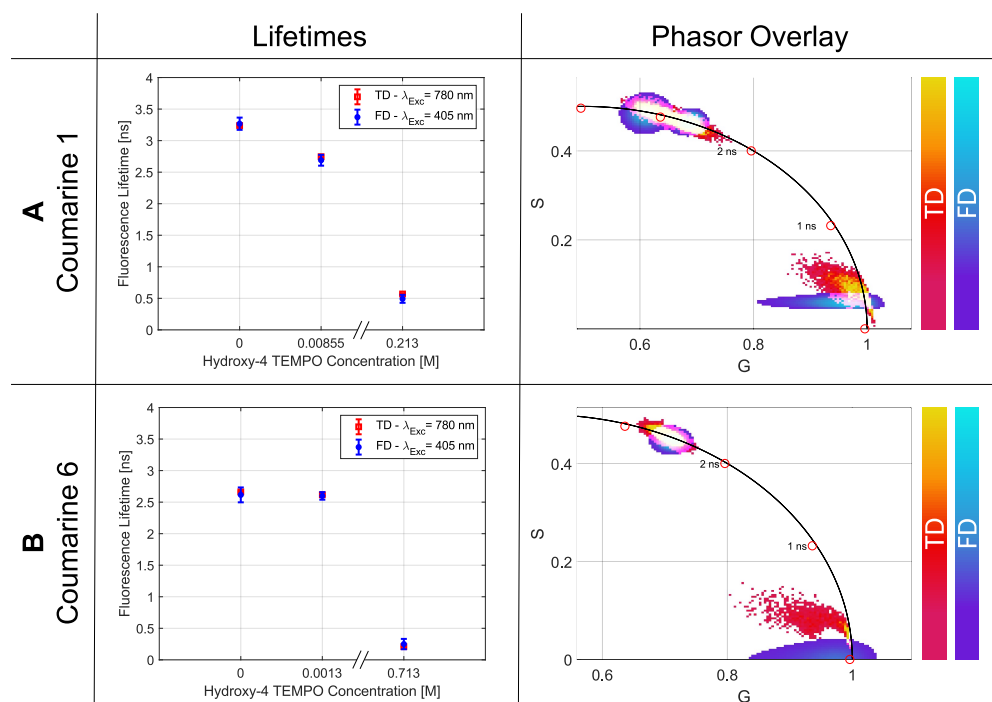 Lifetimes
Phasor Overlay
A
Coumarine 1
Fluorescence Lifetime [ns]
4
3.5
3
2.5
2
1.5
1
0.5
0
TD - λExc= 780 nm
FD - λExc= 405 nm
0
0.00855
0.213
Hydroxy-4 TEMPO Concentration [M]
S
0.4
0.2
2 ns
1 ns
0.6
0.8
1
G
TD
FD
B
Coumarine 6
Fluorescence Lifetime [ns]
4
3.5
3
2.5
2
1.5
1
0.5
0
TD - λExc= 780 nm
FD - λExc= 405 nm
0
0.0013
0.713
Hydroxy-4 TEMPO Concentration [M]
S
0.4
0.2
0
2 ns
1 ns
0.6
0.8
1
G
TD
FD